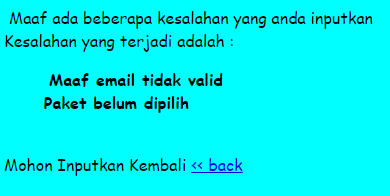 Maaf ada beberapa kesalahan yang anda inputkan
Kesalahan yang terjadi adalah :
Maaf email tidak valid
Paket belum dipilih
Mohon Inputkan Kembali << back